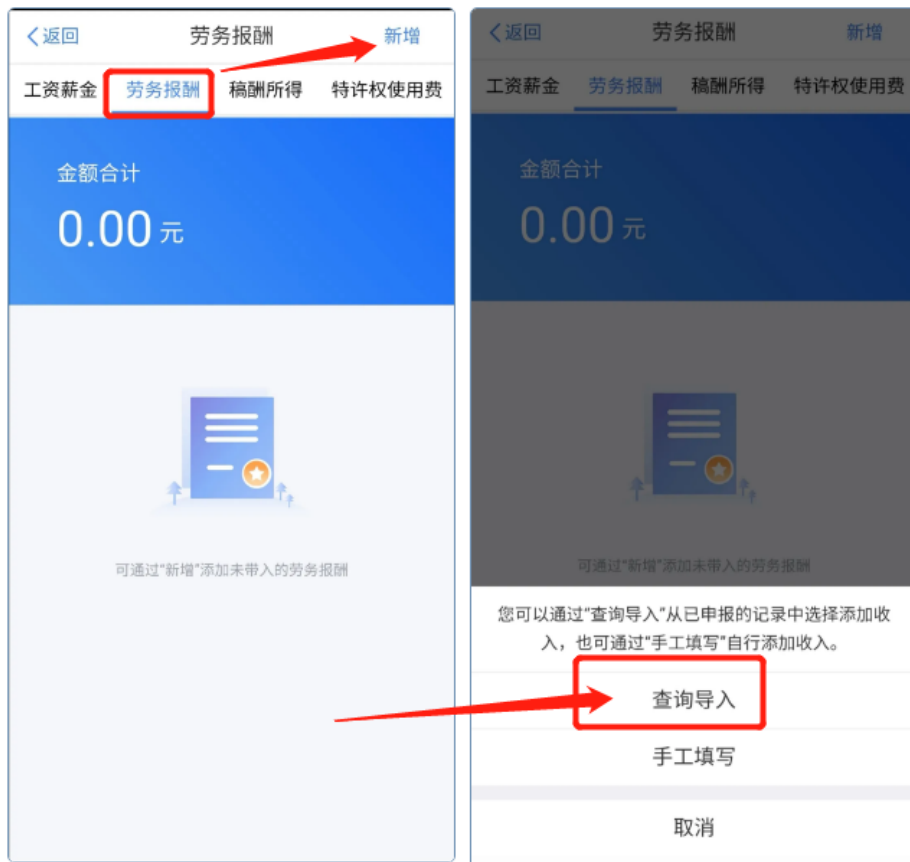 返回
劳务报酬
新增
工资薪金
劳务报酬
稿酬所得
特许权使用费
金额合计
0.00 元
可通过“新增”添加未带入的劳务报酬
返回
劳务报酬
新增
工资薪金
劳务报酬
稿酬所得
特许权使用费
金额合计
0.00 元
可通过“新增”添加未带入的劳务报酬
您可以通过“查询导入”从已申报的记录中选择添加收
入，也可通过“手工填写”自行添加收入。
查询导入
手工填写
取消